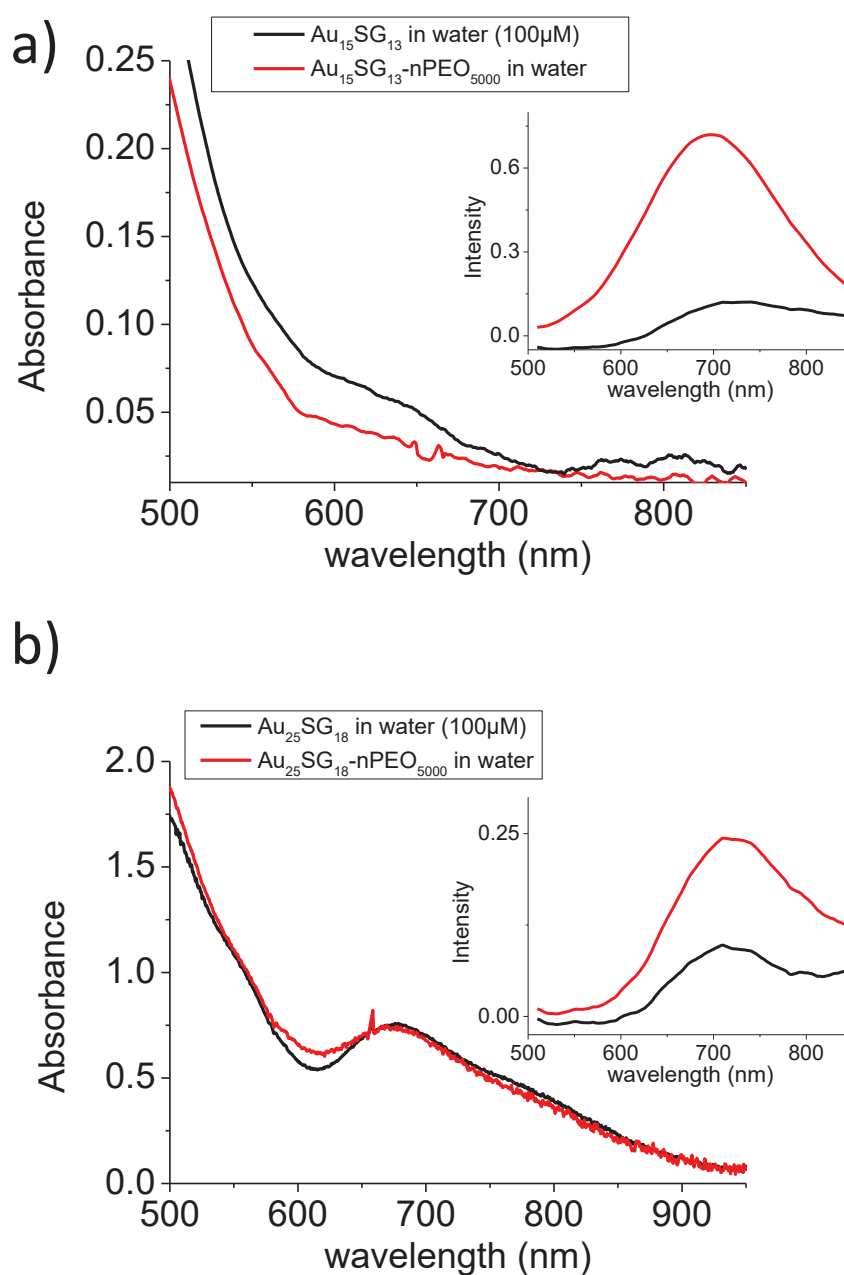 a)
Au₁₅SG₁₃ in water (100μM)
Au₁₅SG₁₃-nPEO₅₀₀₀ in water
0.25
0.20
0.15
0.10
0.05
Absorbance
500 600 700 800
wavelength (nm)
0.6
0.3
0.0
Intensity
500 600 700 800
wavelength (nm)
b)
Au₂₅SG₁₈ in water (100μM)
Au₂₅SG₁₈-nPEO₅₀₀₀ in water
2.0
1.5
1.0
0.5
0.0
Absorbance
500 600 700 800 900
wavelength (nm)
0.25
0.00
Intensity
500 600 700 800
wavelength (nm)